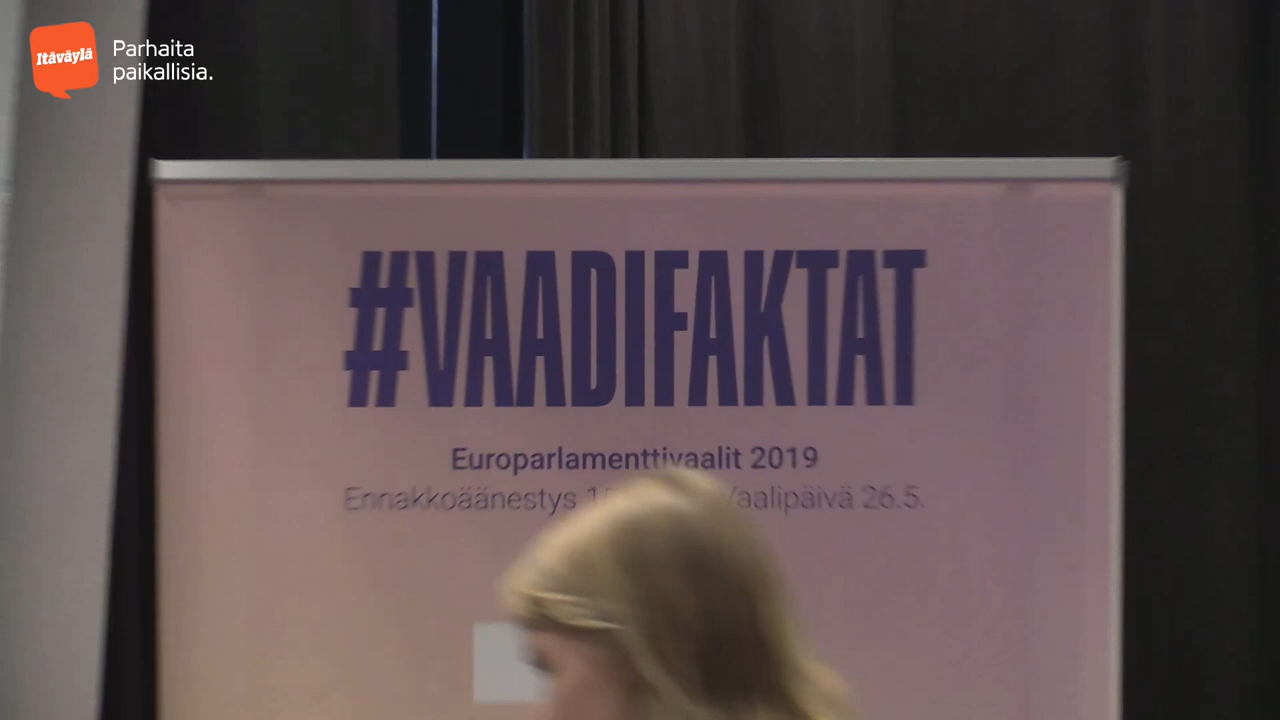 Itäväylä
Parhaita
paikallisia.
#VAADIFAKTAT
Europarlamenttivaalit 2019
Ennakkoäänestys Vaalipäivä 26.5.